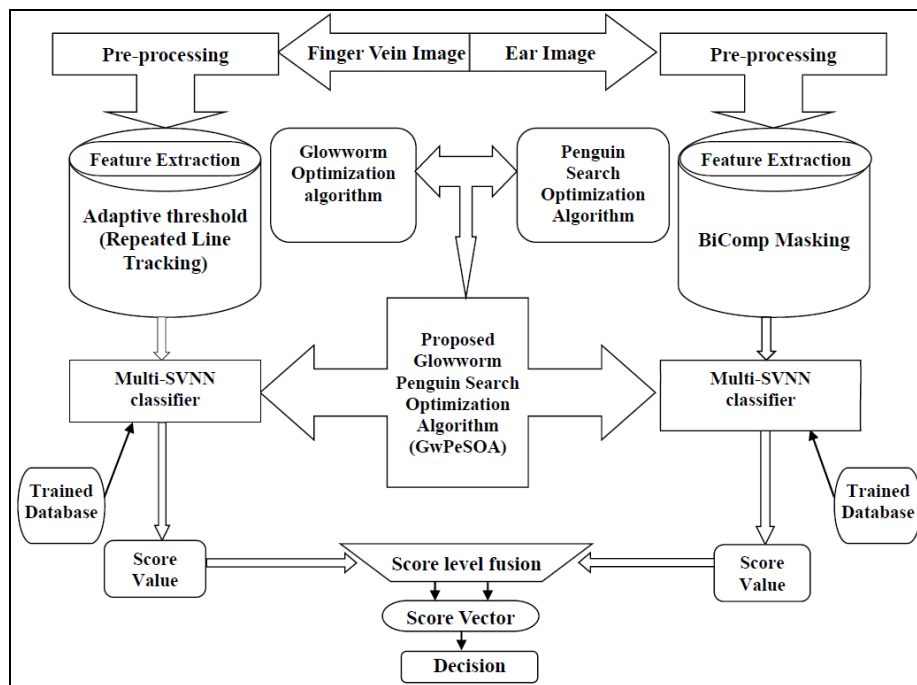 Pre-processing
Finger Vein Image
Ear Image
Pre-processing
Feature Extraction
Adaptive threshold
(Repeated Line
Tracking)
Glowworm
Optimization
algorithm
Penguin
Search
Optimization
Algorithm
Feature Extraction
BiComp Masking
Multi-SVNN
classifier
Proposed
Glowworm
Penguin Search
Optimization
Algorithm
(GwPeSOA)
Multi-SVNN
classifier
Trained
Database
Trained
Database
Score
Value
Score level fusion
Score
Value
Score Vector
Decision